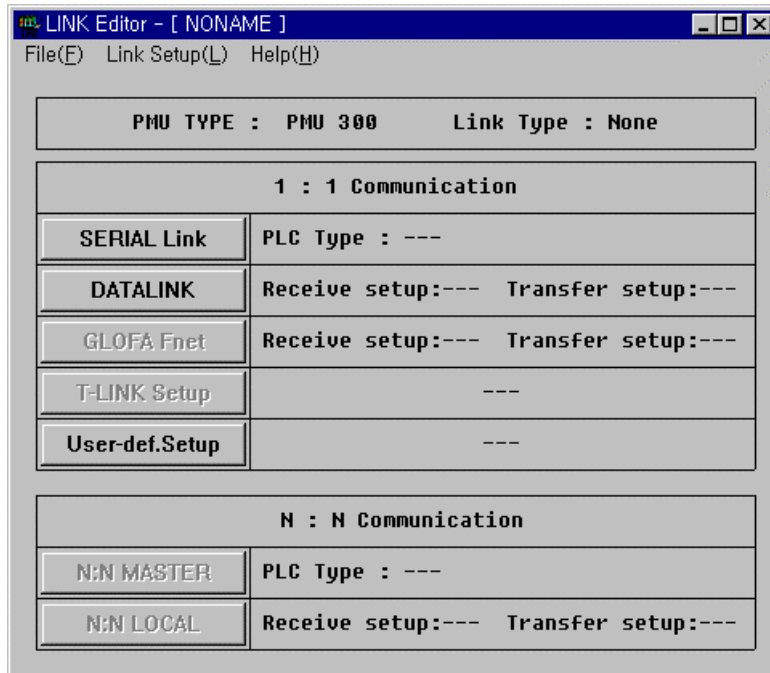 LINK Editor - [ NONAME ]
File(F) Link Setup(L) Help(H)
PMU TYPE : PMU 300 Link Type : None
1 : 1 Communication
SERIAL Link PLC Type : ---
DATALINK Receive setup:--- Transfer setup:---
GLOFA Fnet Receive setup:--- Transfer setup:---
T-LINK Setup ---
User-def.Setup ---
N : N Communication
N:N MASTER PLC Type : ---
N:N LOCAL Receive setup:--- Transfer setup:---